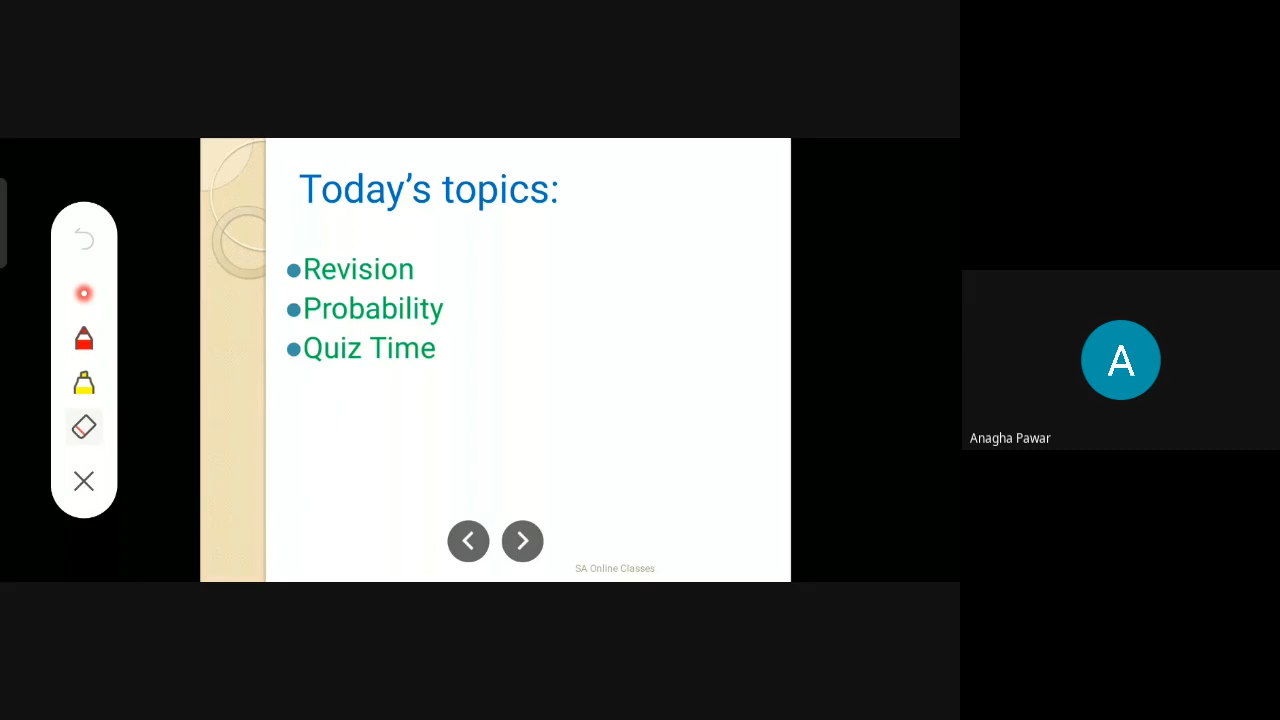 Today's topics:
Revision
Probability
Quiz Time
SA Online Classes
A
Anagha Pawar